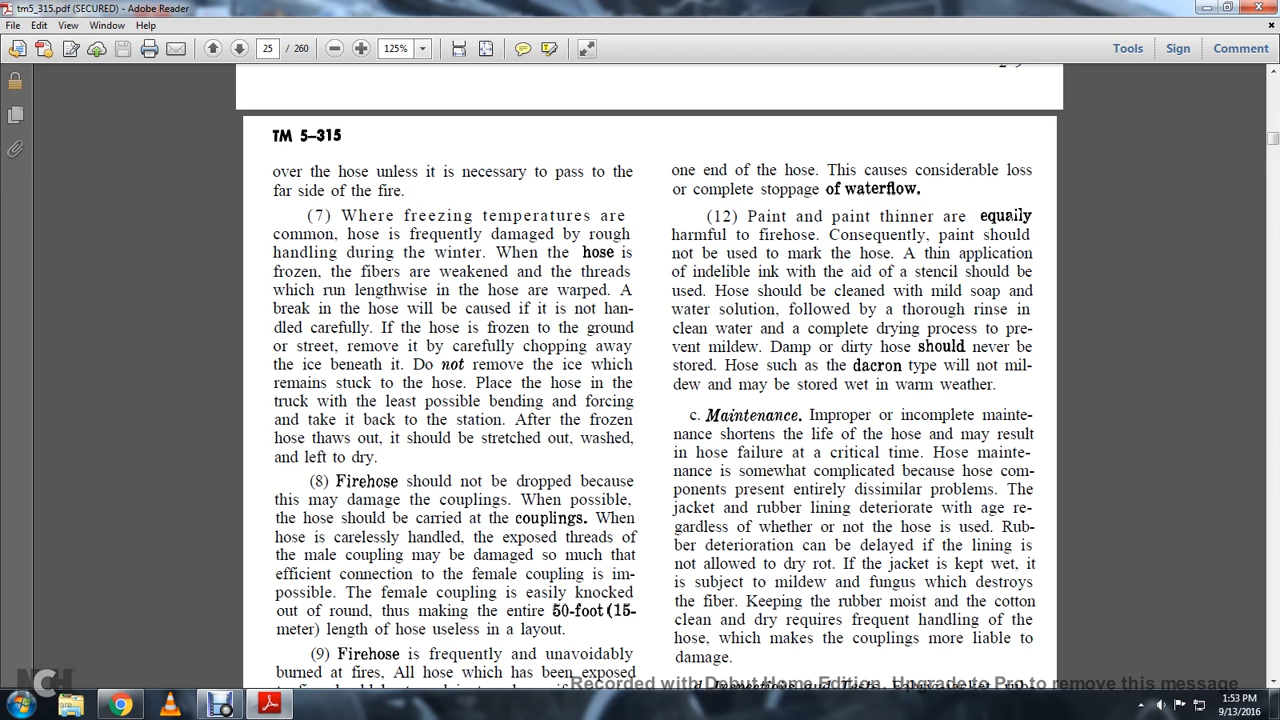 tm5_315.pdf (SECURED) - Adobe Reader
File Edit View Window Help
25 / 260 125% Tools Sign Comment
TM 5-315
over the hose unless it is necessary to pass to the
far side of the fire.
(7) Where freezing temperatures are
common, hose is frequently damaged by rough
handling during the winter. When the hose is
frozen, the fibers are weakened and the threads
which run lengthwise in the hose are warped. A
break in the hose will be caused if it is not han-
dled carefully. If the hose is frozen to the ground
or street, remove it by carefully chopping away
the ice beneath it. Do not remove the ice which
remains stuck to the hose. Place the hose in the
truck with the least possible bending and forcing
and take it back to the station. After the frozen
hose thaws out, it should be stretched out, washed,
and left to dry.
(8) Firehose should not be dropped because
this may damage the couplings. When possible,
the hose should be carried at the couplings. When
hose is carelessly handled, the exposed threads of
the male coupling may be damaged so much that
efficient connection to the female coupling is im-
possible. The female coupling is easily knocked
out of round, thus making the entire 50-foot (15-
meter) length of hose useless in a layout.
(9) Firehose is frequently and unavoidably
burned at fires, All hose which has been exposed
one end of the hose. This causes considerable loss
or complete stoppage of waterflow.
(12) Paint and paint thinner are equally
harmful to firehose. Consequently, paint should
not be used to mark the hose. A thin application
of indelible ink with the aid of a stencil should be
used. Hose should be cleaned with mild soap and
water solution, followed by a thorough rinse in
clean water and a complete drying process to pre-
vent mildew. Damp or dirty hose should never be
stored. Hose such as the dacron type will not mil-
dew and may be stored wet in warm weather.
c. Maintenance. Improper or incomplete mainte-
nance shortens the life of the hose and may result
in hose failure at a critical time. Hose mainte-
nance is somewhat complicated because hose com-
ponents present entirely dissimilar problems. The
jacket and rubber lining deteriorate with age re-
gardless of whether or not the hose is used. Rub-
ber deterioration can be delayed if the lining is
not allowed to dry rot. If the jacket is kept wet, it
is subject to mildew and fungus which destroys
the fiber. Keeping the rubber moist and the cotton
clean and dry requires frequent handling of the
hose, which makes the couplings more liable to
damage.
Recorded with Debut Home Edition. Upgrade to Pro to remove this message
NCH
1:53 PM
9/13/2016